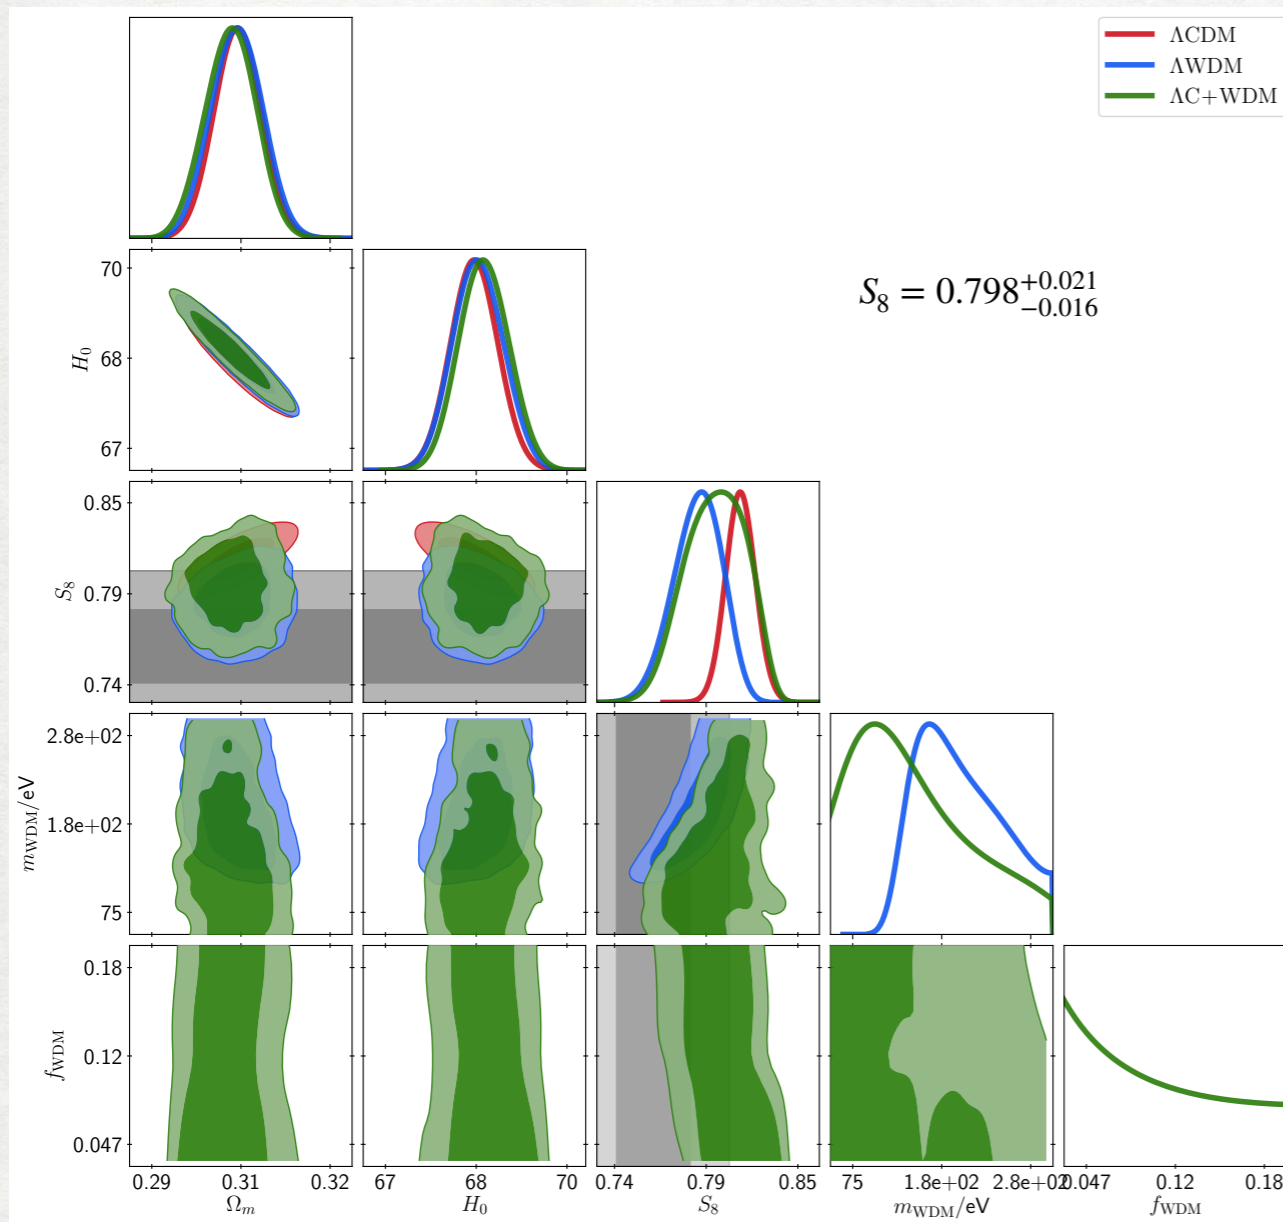 ΛCDM
ΛWDM
ΛC+WDM
70
68
67
H₀
S₈ = 0.798⁺⁰·⁰²¹₋₀.₀₁₆
0.85
0.79
0.74
S₈
2.8e+02
1.8e+02
75
m_WDM/eV
0.18
0.12
0.047
f_WDM
0.29 0.32 67 68 70 0.74 0.79 0.85 75 1.8e+02 2.8e+02 0.047 0.12 0.18
Ω_m H₀ S₈ m_WDM/eV f_WDM